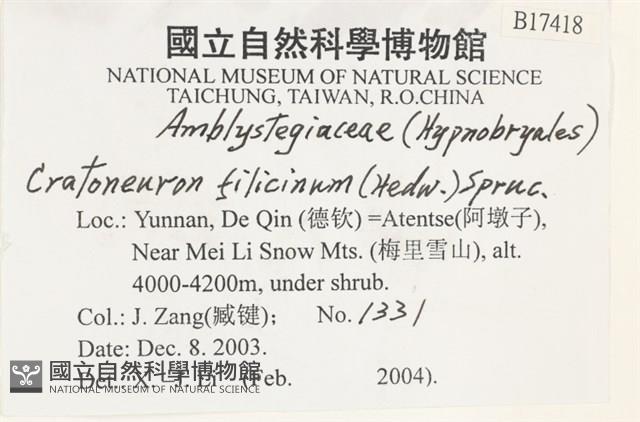 B17418
國立自然科學博物館
NATIONAL MUSEUM OF NATURAL SCIENCE
TAICHUNG, TAIWAN, R.O.CHINA
Amblystegiaceae (Hypnobryales)
Cratoneuron filicinum (Hedw.) Spruc.
Loc.: Yunnan, De Qin (德钦) =Atentse(阿墩子),
Near Mei Li Snow Mts. (梅里雪山), alt.
4000-4200m, under shrub.
Col.: J. Zang(臧键); No. 1331
Date: Dec. 8. 2003.
國立自然科學博物館
NATIONAL MUSEUM OF NATURAL SCIENCE
Det.: X. Li (Feb. 2004).